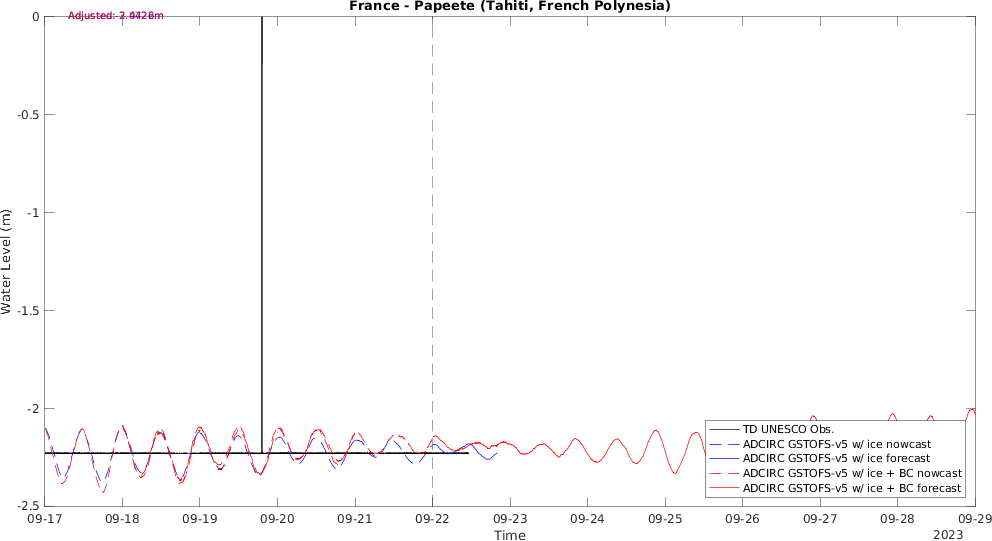 France - Papeete (Tahiti, French Polynesia)
Adjusted:
0
-0.5
-1
-1.5
-2
-2.5
Water Level (m)
09-17 09-18 09-19 09-20 09-21 09-22 09-23 09-24 09-25 09-26 09-27 09-28 09-29
Time
2023
TD UNESCO Obs.
ADCIRC GSTOFS-v5 w/ ice nowcast
ADCIRC GSTOFS-v5 w/ ice forecast
ADCIRC GSTOFS-v5 w/ ice + BC nowcast
ADCIRC GSTOFS-v5 w/ ice + BC forecast